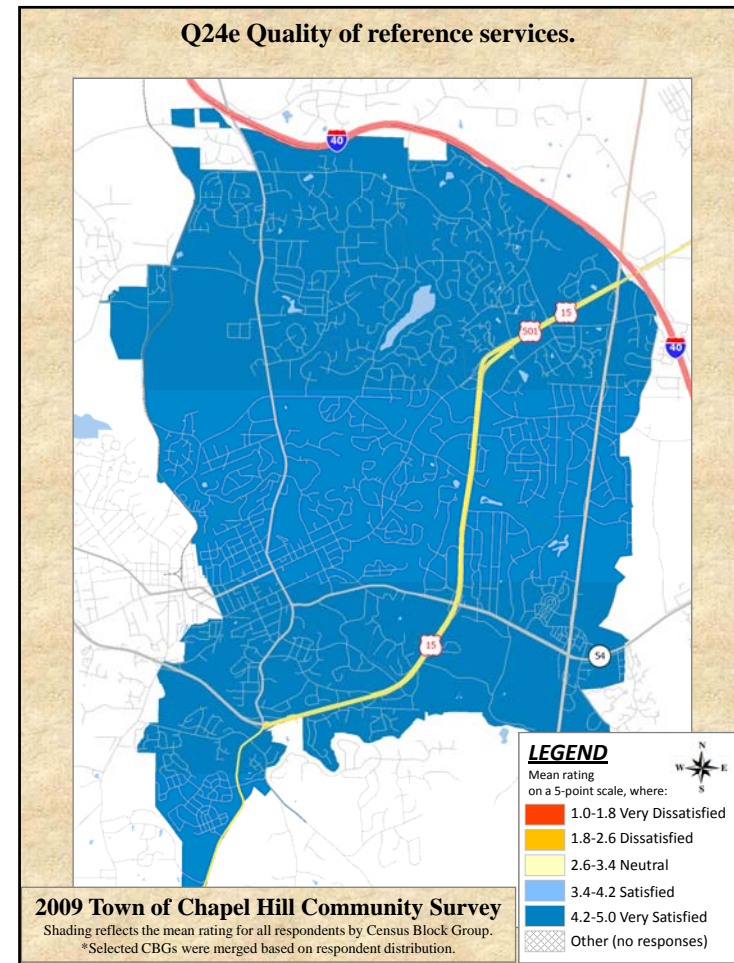 Q24e Quality of reference services.
40
15
501
40
15
54
LEGEND
N
W E
S
Mean rating
on a 5-point scale, where:
1.0-1.8 Very Dissatisfied
1.8-2.6 Dissatisfied
2.6-3.4 Neutral
3.4-4.2 Satisfied
4.2-5.0 Very Satisfied
Other (no responses)
2009 Town of Chapel Hill Community Survey
Shading reflects the mean rating for all respondents by Census Block Group.
*Selected CBGs were merged based on respondent distribution.